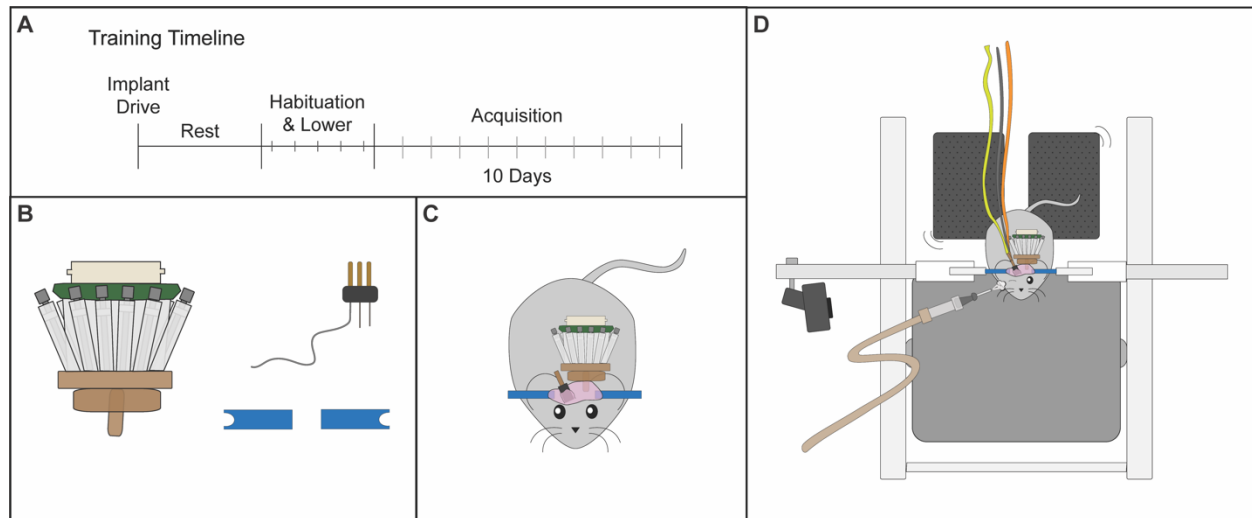 A
Training Timeline
Implant
Drive
Rest
Habituation
& Lower
Acquisition
10 Days
B
C
D